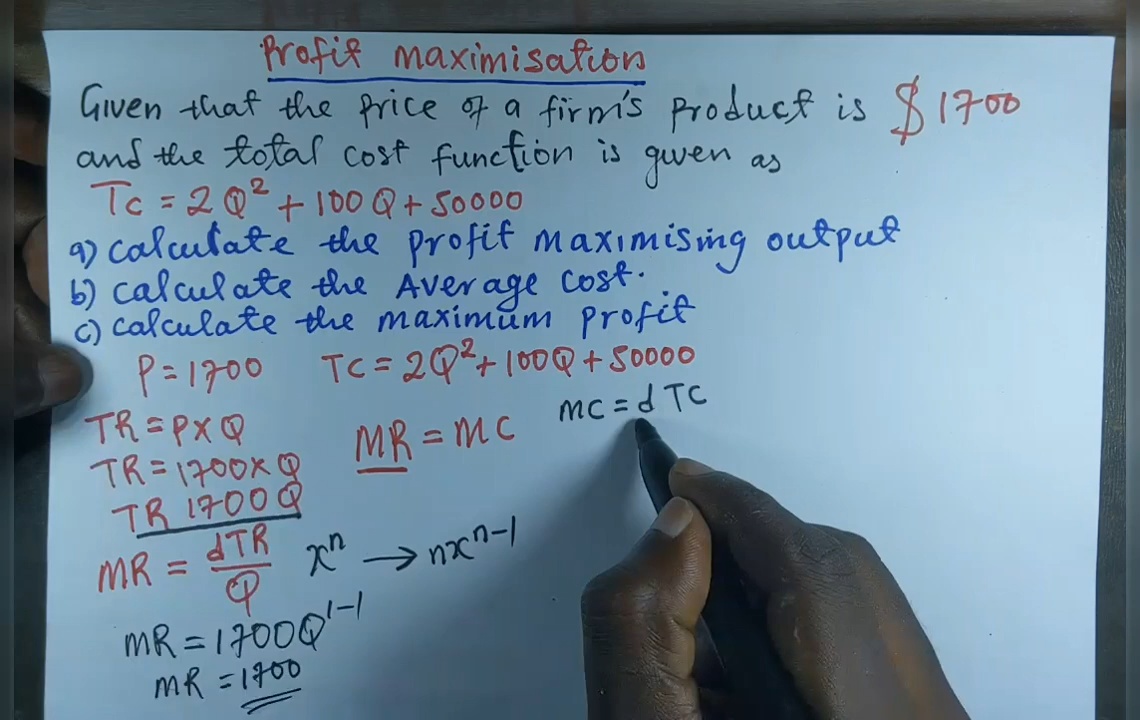 Profit maximisation
Given that the price of a firm's product is $1700
and the total cost function is given as
TC = 2Q² + 100Q + 50000
a) calculate the profit maximising output
b) calculate the Average cost.
c) calculate the maximum profit
P = 1700 TC = 2Q² + 100Q + 50000
TR = P X Q
TR = 1700 X Q
TR 1700Q
MR = MC
MC = d TC
MR = dTR/Q
xⁿ → nxⁿ⁻¹
MR = 1700Q¹⁻¹
MR = 1700